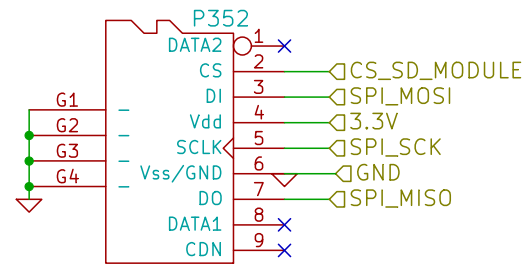 P352
DATA2 1
CS 2 CS_SD_MODULE
G1 DI 3 SPI_MOSI
G2 Vdd 4 3.3V
G3 SCLK 5 SPI_SCK
G4 Vss/GND 6 GND
DO 7 SPI_MISO
DATA1 8
CDN 9